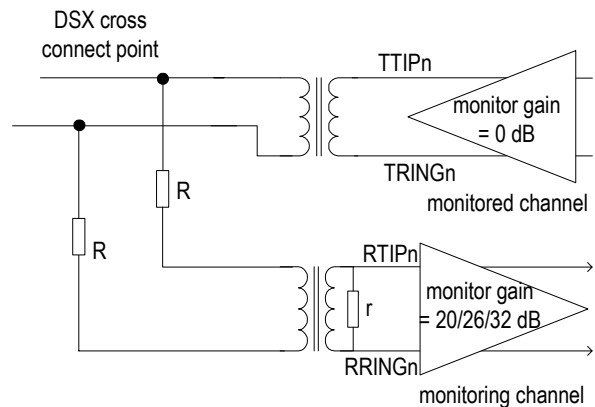 DSX cross
connect point
TTIPn
monitor gain
= 0 dB
TRINGn
monitored channel
R
R
RTIPn
monitor gain
= 20/26/32 dB
r
RRINGn
monitoring channel